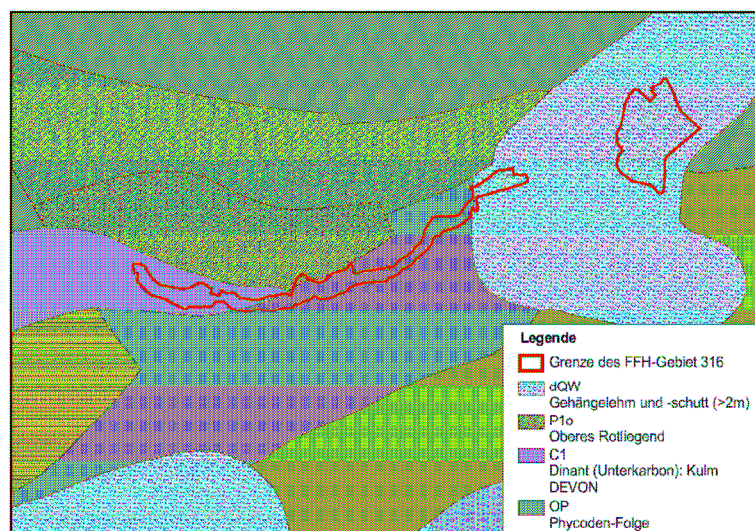 Legende
Grenze des FFH-Gebiet 316
dQW
Gehängelehm und -schutt (>2m)
P1o
Oberes Rotliegend
C1
Dinant (Unterkarbon): Kulm
DEVON
OP
Phycoden-Folge